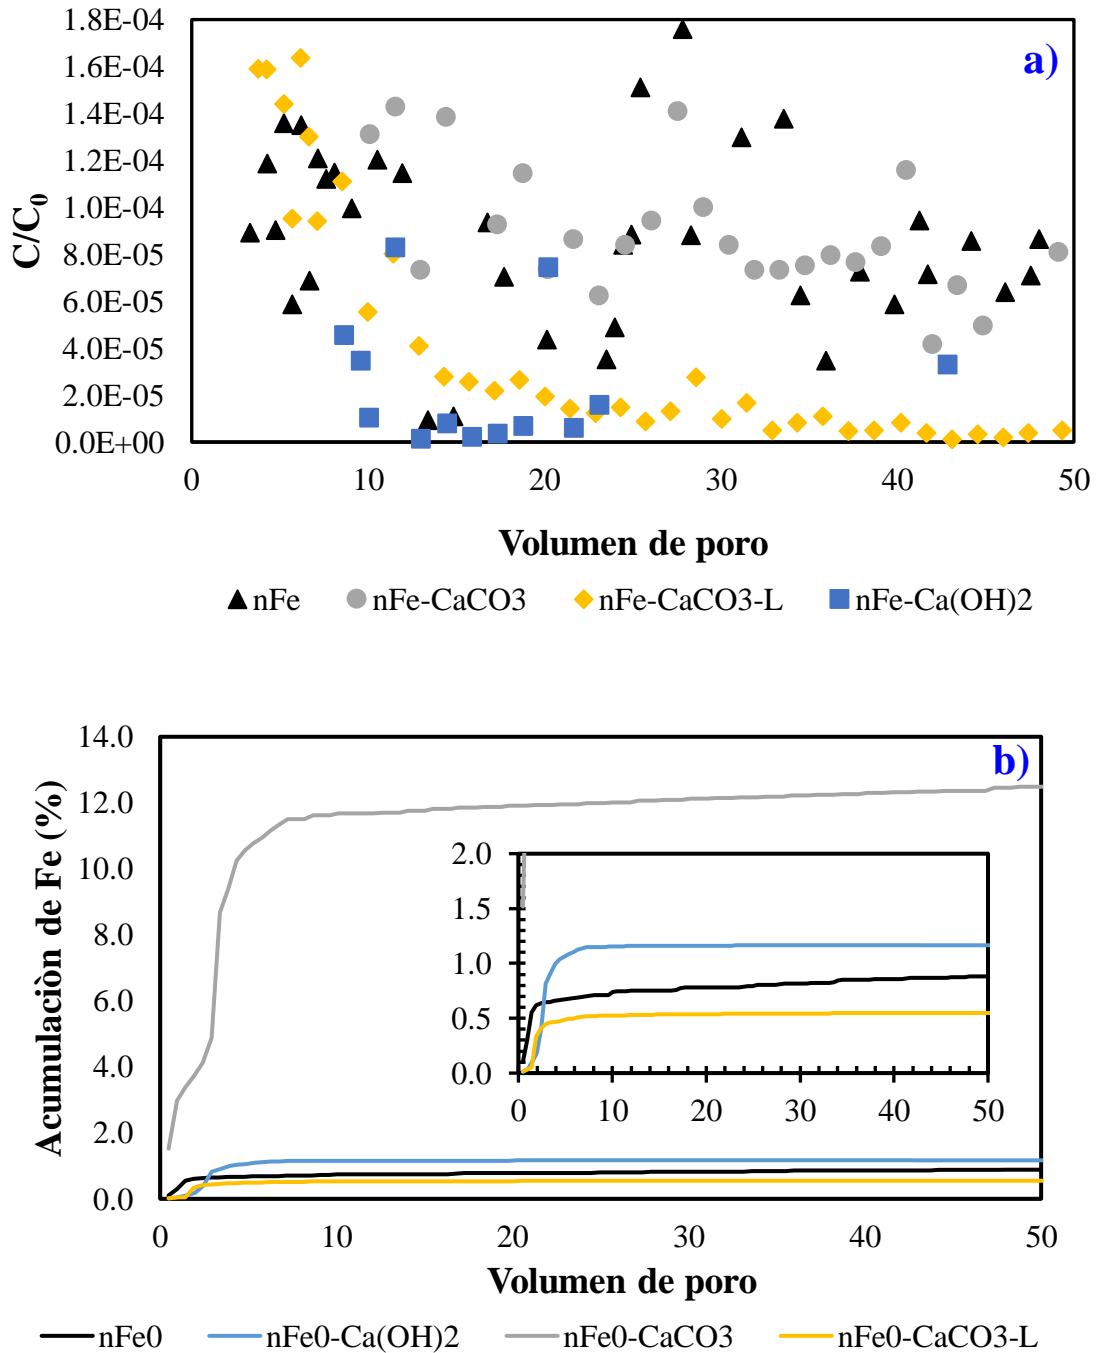 1.8E-04
1.6E-04
1.4E-04
1.2E-04
1.0E-04
8.0E-05
6.0E-05
4.0E-05
2.0E-05
0.0E+00
C/C0
a)
0 10 20 30 40 50
Volumen de poro
nFe nFe-CaCO3 nFe-CaCO3-L nFe-Ca(OH)2
14.0
12.0
10.0
8.0
6.0
4.0
2.0
0.0
Acumulaciòn de Fe (%)
b)
2.0
1.5
1.0
0.5
0.0
0 10 20 30 40 50
0 10 20 30 40 50
Volumen de poro
nFe0 nFe0-Ca(OH)2 nFe0-CaCO3 nFe0-CaCO3-L